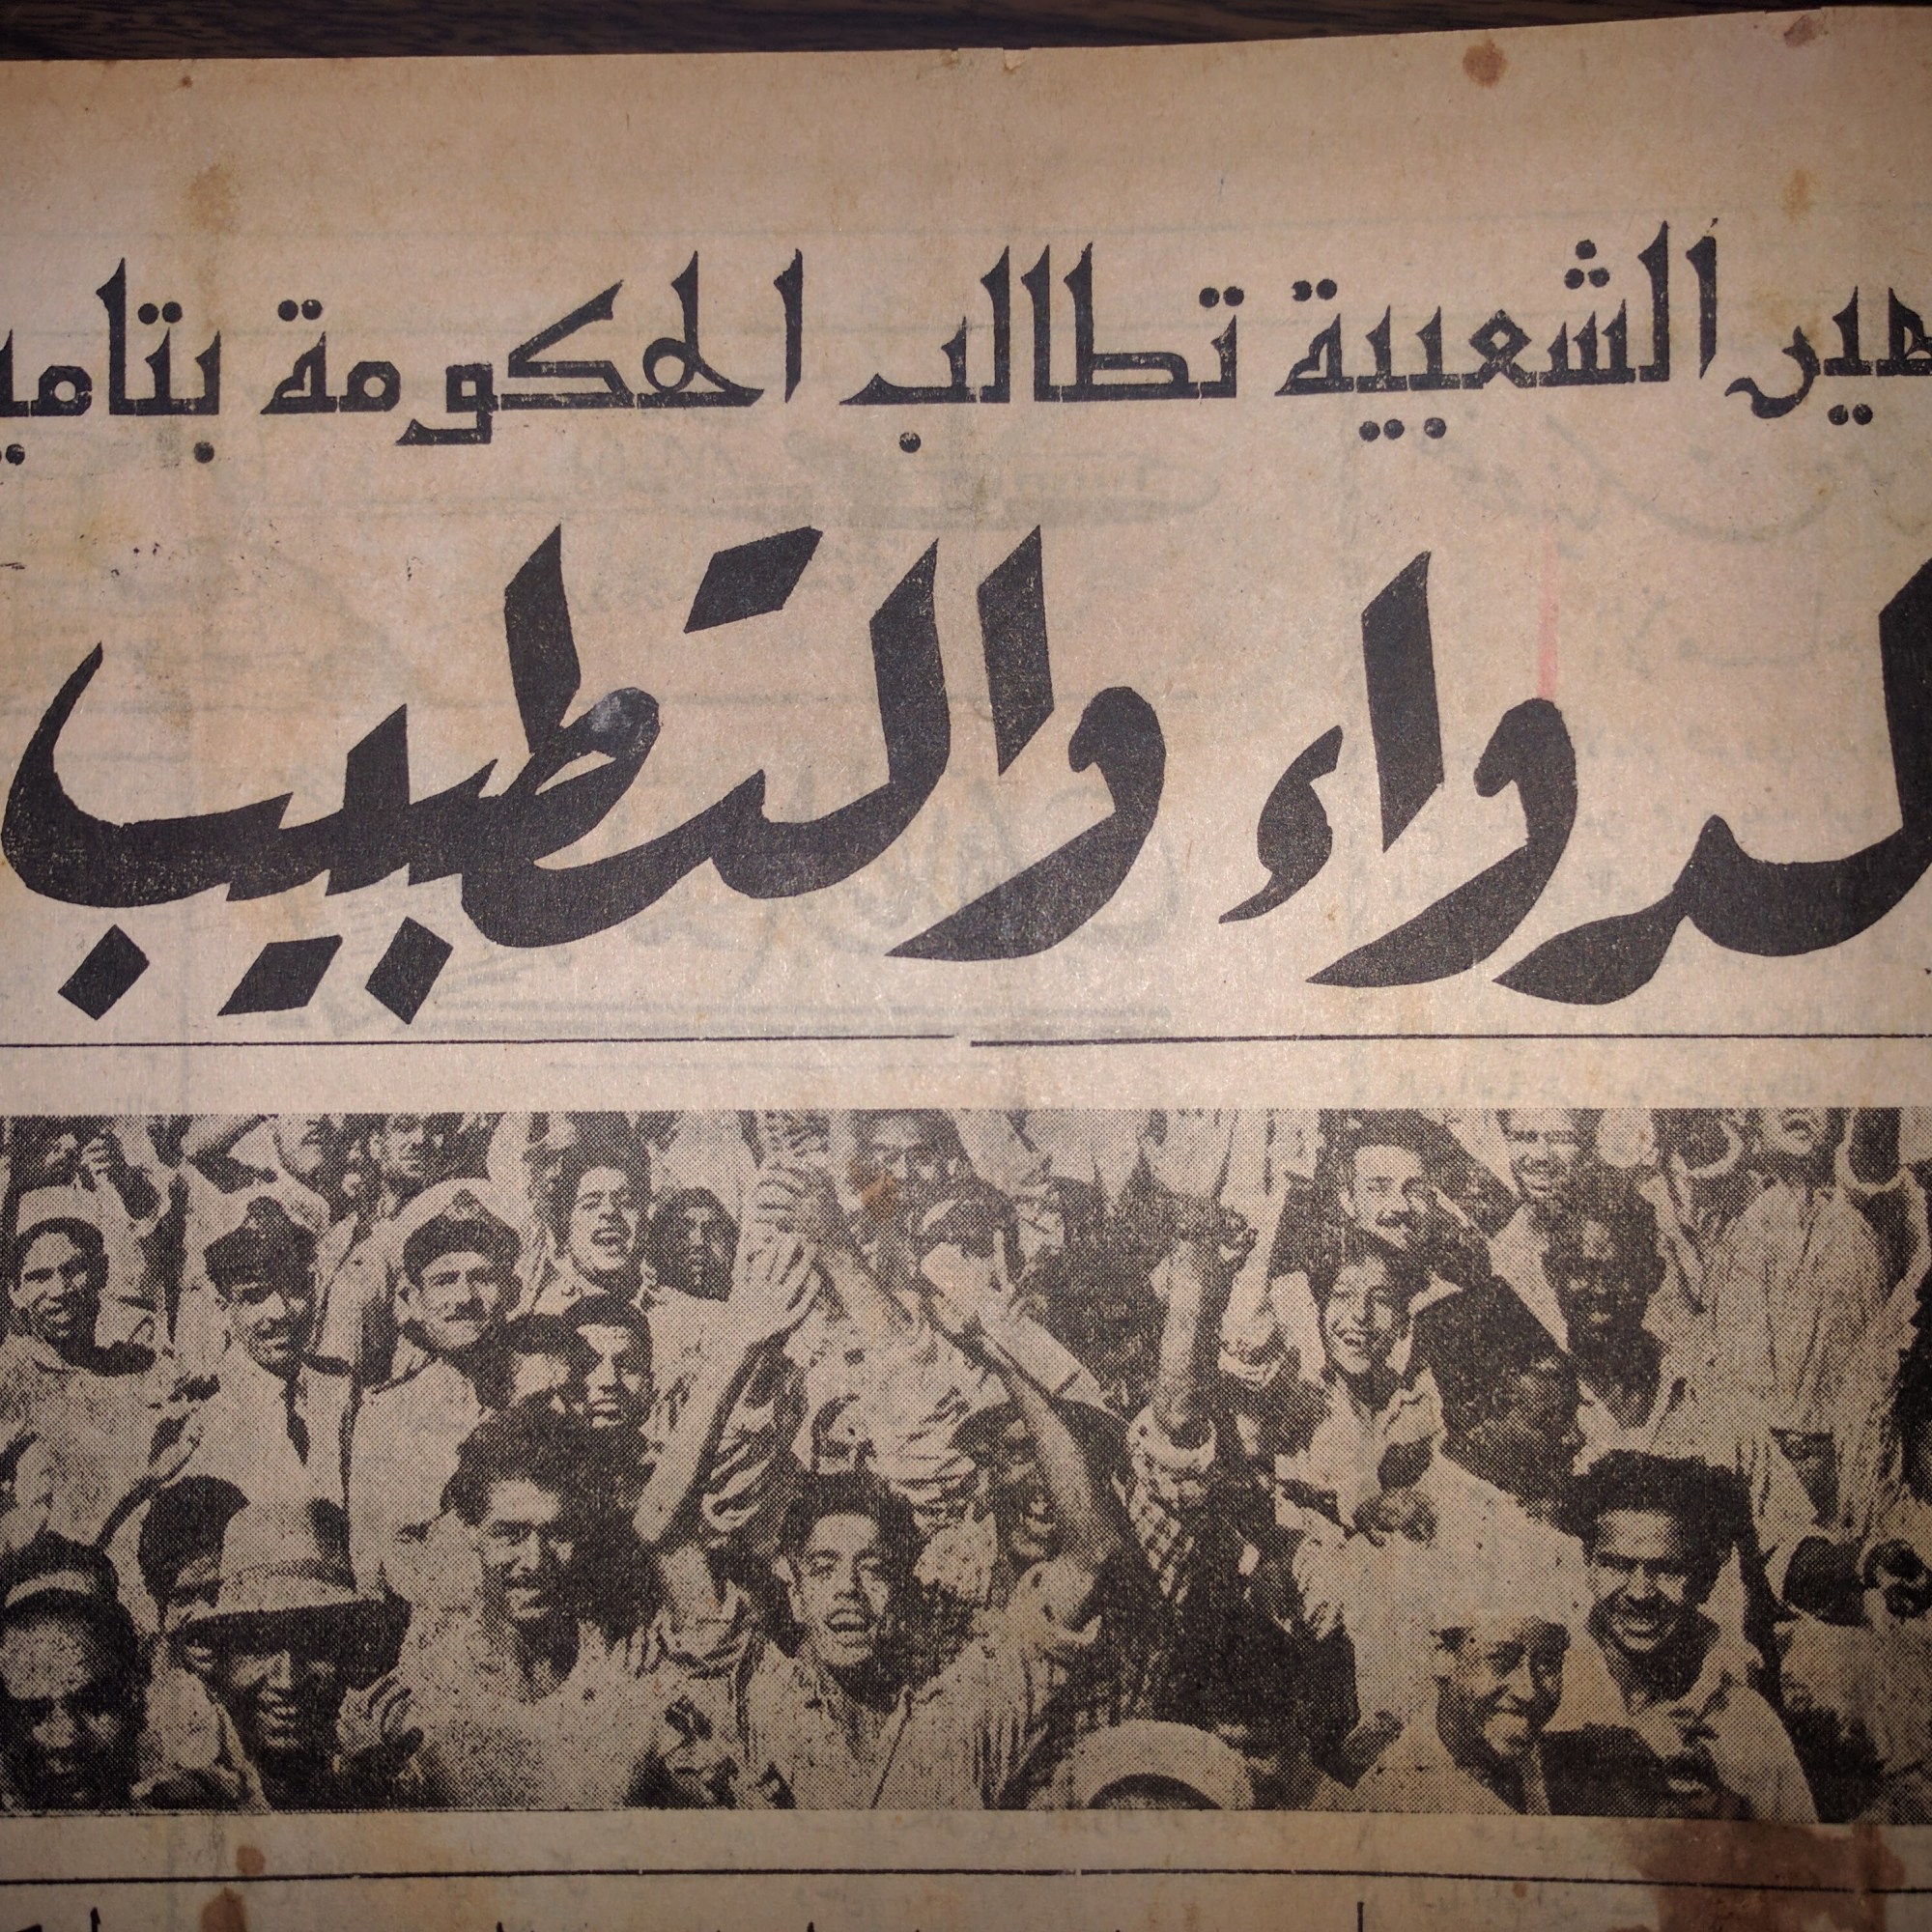 هير الشعبية تطالب الحكومة بتامي
لدواء والتطبيب